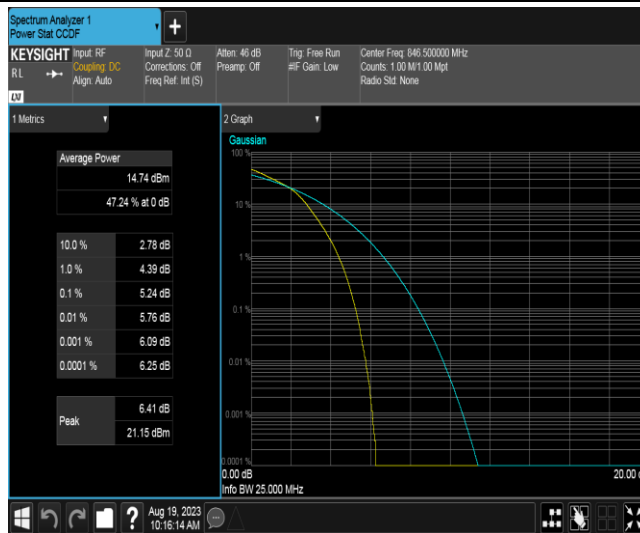 Spectrum Analyzer 1
Power Stat CCDF
+
KEYSIGHT
RL
Input: RF
Coupling: DC
Align: Auto
Input Z: 50 Ω
Corrections: Off
Freq Ref: Int (S)
Atten: 46 dB
Preamp: Off
Trig: Free Run
#IF Gain: Low
Center Freq: 846.500000 MHz
Counts: 1.00 M/1.00 Mpt
Radio Std: None
1 Metrics
Average Power
14.74 dBm
47.24 % at 0 dB
10.0 % 2.78 dB
1.0 % 4.39 dB
0.1 % 5.24 dB
0.01 % 5.76 dB
0.001 % 6.09 dB
0.0001 % 6.25 dB
Peak
6.41 dB
21.15 dBm
2 Graph
Gaussian
100 %
10 %
1 %
0.1 %
0.01 %
0.001 %
0.0001 %
0.00 dB
20.00
Info BW 25.000 MHz
?
Aug 19, 2023
10:16:14 AM